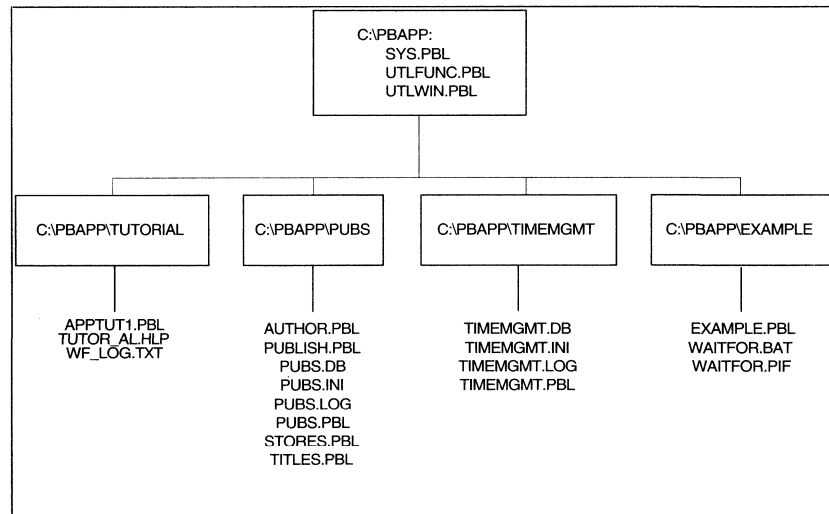 C:\PBAPP:
SYS.PBL
UTLFUNC.PBL
UTLWIN.PBL
C:\PBAPP\TUTORIAL
APPTUT1.PBL
TUTOR_AL.HLP
WF_LOG.TXT
C:\PBAPP\PUBS
AUTHOR.PBL
PUBLISH.PBL
PUBS.DB
PUBS.INI
PUBS.LOG
PUBS.PBL
STORES.PBL
TITLES.PBL
C:\PBAPP\TIMEMGMT
TIMEMGMT.DB
TIMEMGMT.INI
TIMEMGMT.LOG
TIMEMGMT.PBL
C:\PBAPP\EXAMPLE
EXAMPLE.PBL
WAITFOR.BAT
WAITFOR.PIF